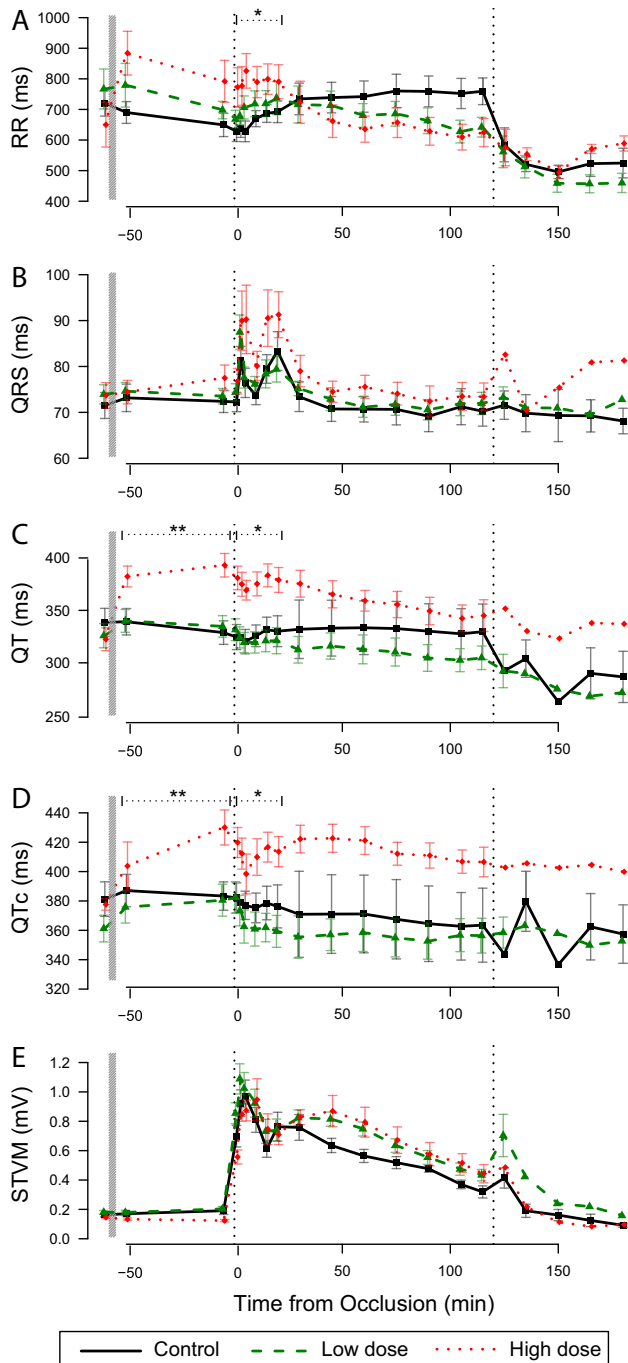 A
RR (ms)
*
1000
900
800
700
600
500
400
−50 0 50 100 150
B
QRS (ms)
100
90
80
70
60
−50 0 50 100 150
C
QT (ms)
** *
400
350
300
250
−50 0 50 100 150
D
QTc (ms)
** *
440
420
400
380
360
340
320
−50 0 50 100 150
E
STVM (mV)
1.2
1.0
0.8
0.6
0.4
0.2
0.0
−50 0 50 100 150
Time from Occlusion (min)
Control Low dose High dose